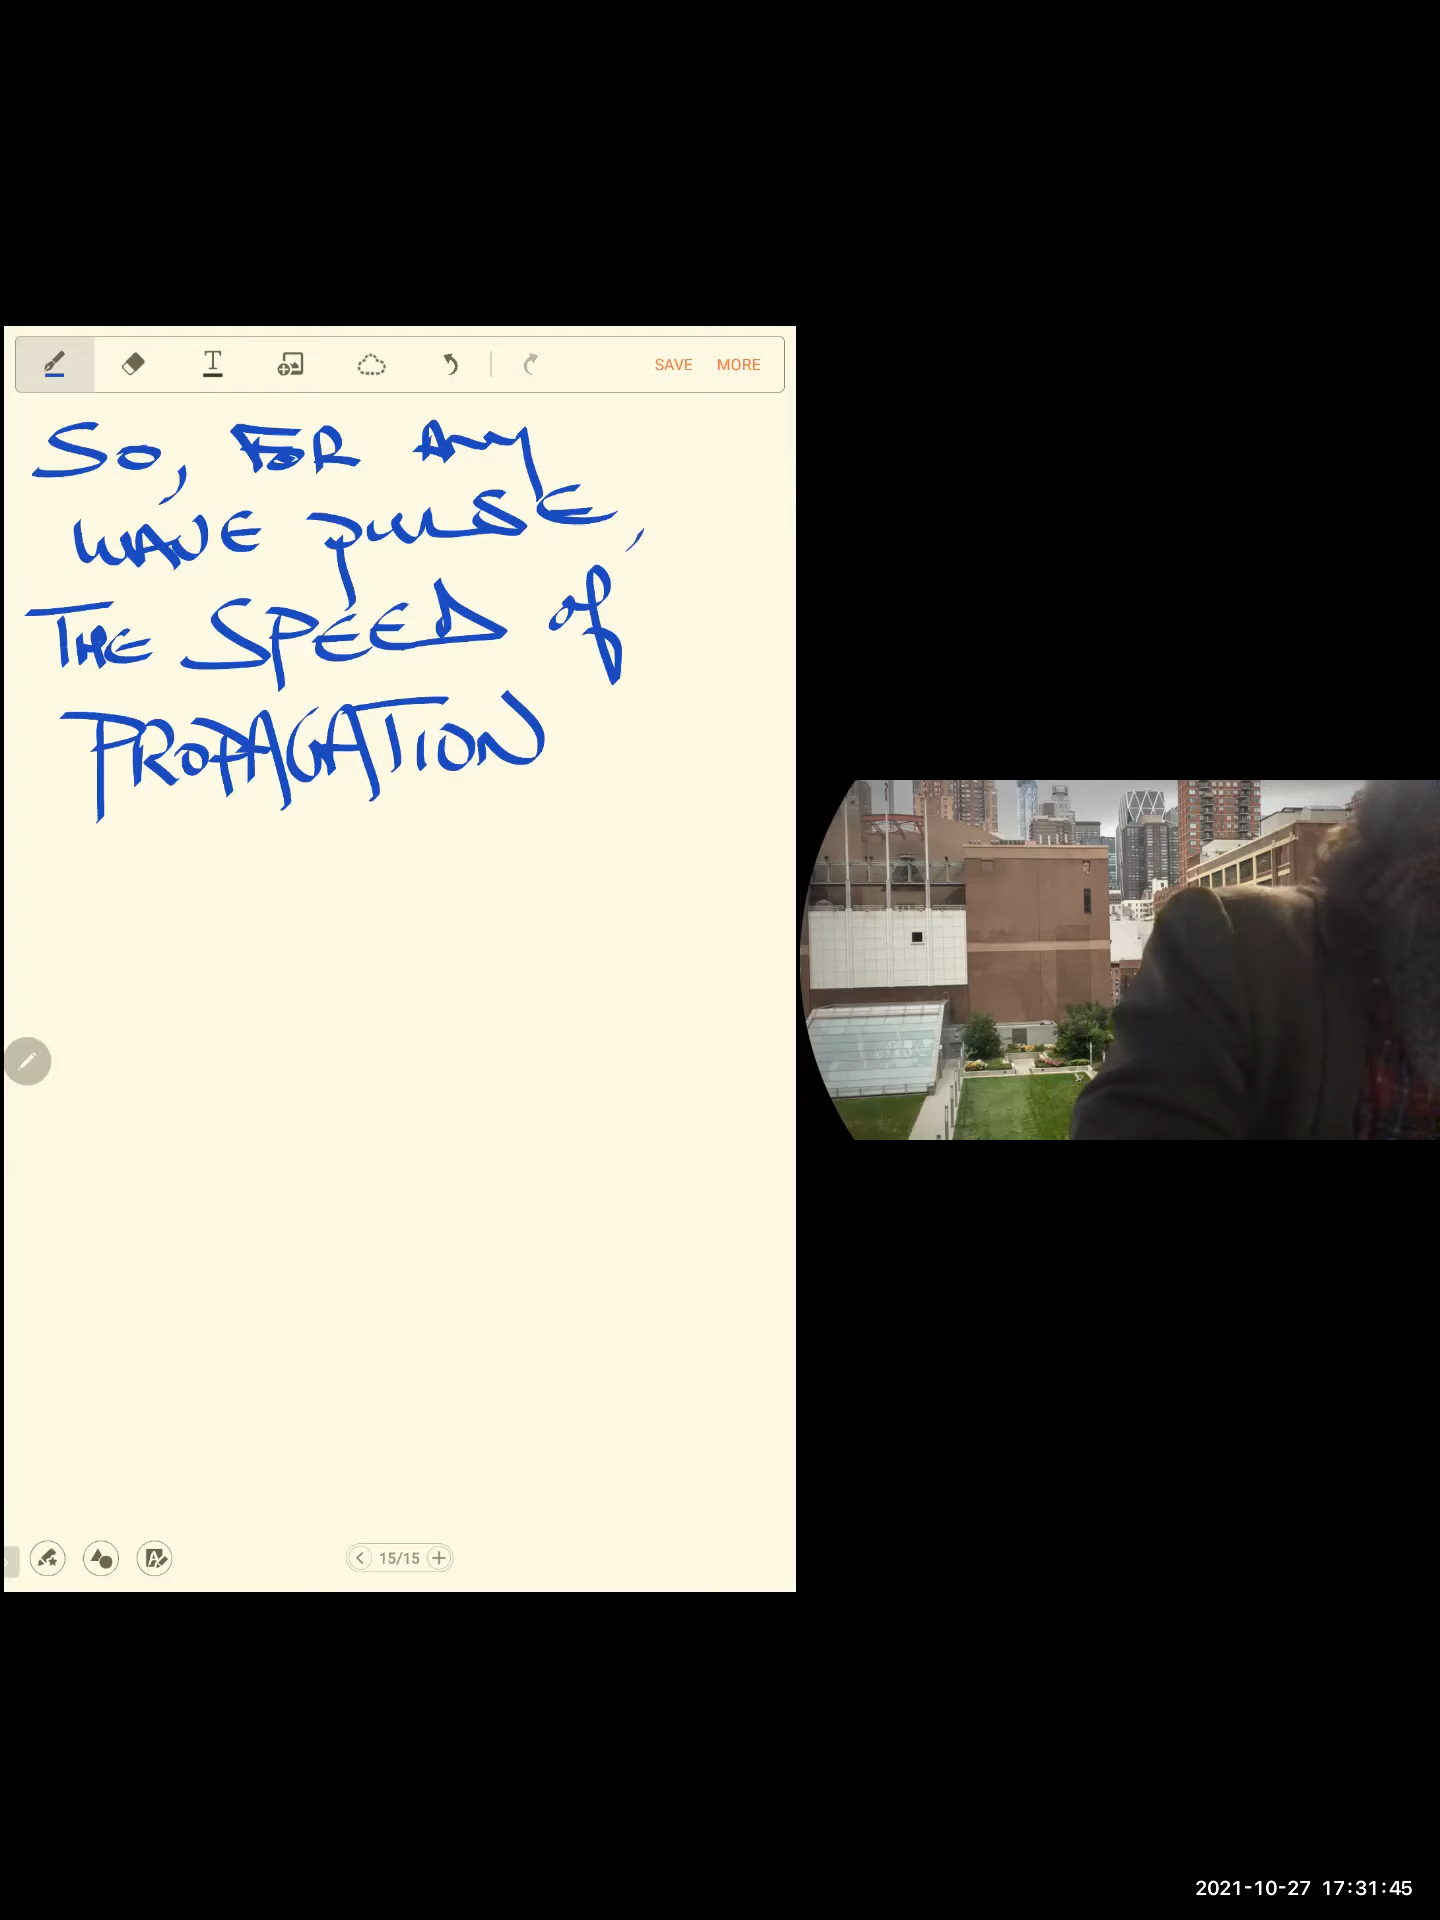 T
SAVE MORE
So, FOR Any
WAVE pulSE,
THE SPEED of
PROPAGATION
A
15/15
2021-10-27 17:31:45